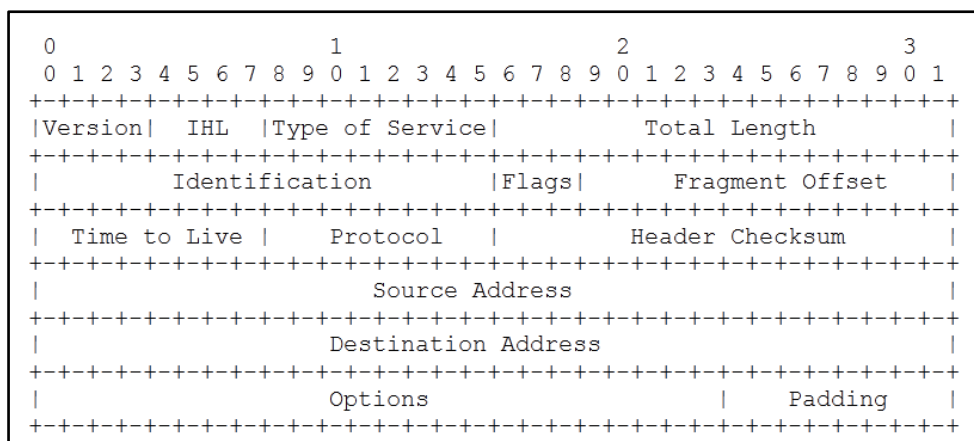 0                   1                   2                   3
0 1 2 3 4 5 6 7 8 9 0 1 2 3 4 5 6 7 8 9 0 1 2 3 4 5 6 7 8 9 0 1
+-+-+-+-+-+-+-+-+-+-+-+-+-+-+-+-+-+-+-+-+-+-+-+-+-+-+-+-+-+-+-+-+
|Version|  IHL  |Type of Service|          Total Length         |
+-+-+-+-+-+-+-+-+-+-+-+-+-+-+-+-+-+-+-+-+-+-+-+-+-+-+-+-+-+-+-+-+
|         Identification        |Flags|      Fragment Offset    |
+-+-+-+-+-+-+-+-+-+-+-+-+-+-+-+-+-+-+-+-+-+-+-+-+-+-+-+-+-+-+-+-+
|  Time to Live |    Protocol   |         Header Checksum       |
+-+-+-+-+-+-+-+-+-+-+-+-+-+-+-+-+-+-+-+-+-+-+-+-+-+-+-+-+-+-+-+-+
|                       Source Address                          |
+-+-+-+-+-+-+-+-+-+-+-+-+-+-+-+-+-+-+-+-+-+-+-+-+-+-+-+-+-+-+-+-+
|                    Destination Address                        |
+-+-+-+-+-+-+-+-+-+-+-+-+-+-+-+-+-+-+-+-+-+-+-+-+-+-+-+-+-+-+-+-+
|                    Options                    |    Padding    |
+-+-+-+-+-+-+-+-+-+-+-+-+-+-+-+-+-+-+-+-+-+-+-+-+-+-+-+-+-+-+-+-+